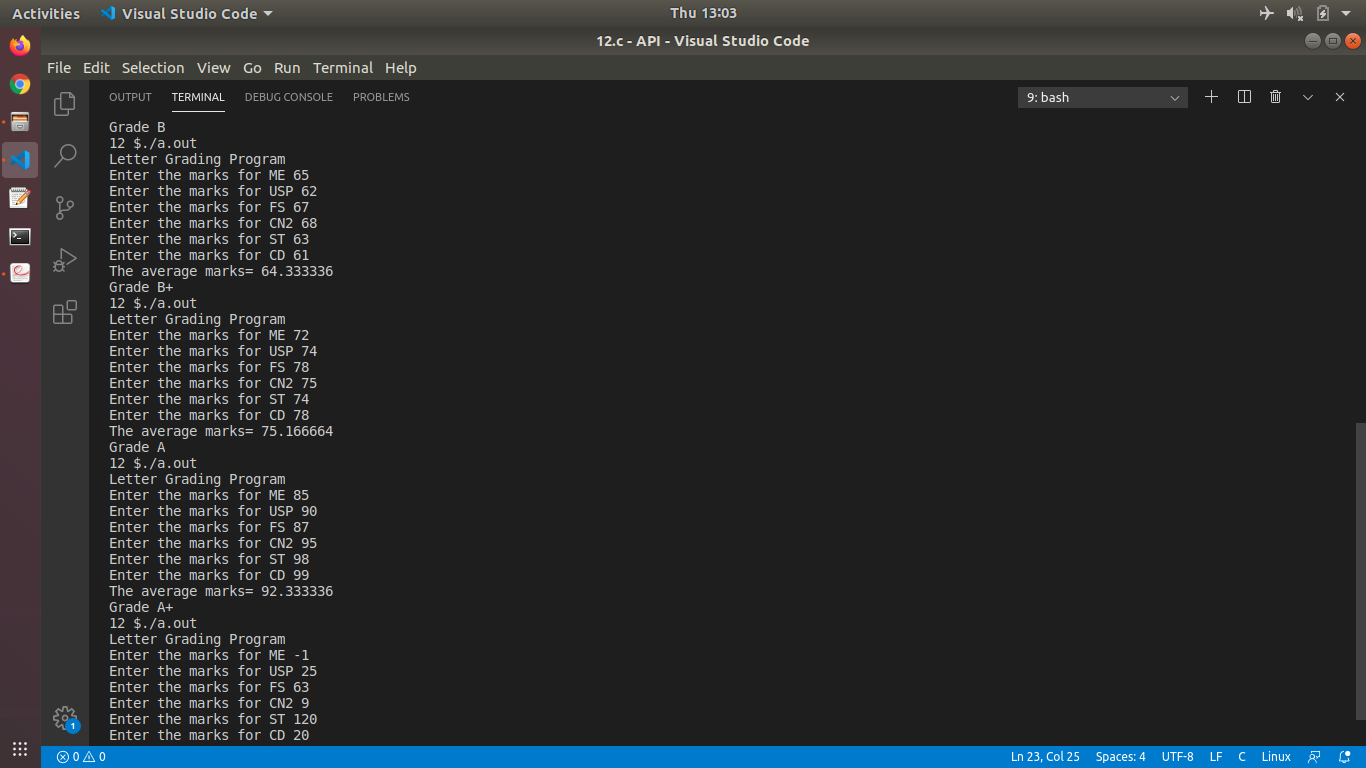 Activities Visual Studio Code Thu 13:03
12.c - API - Visual Studio Code
File Edit Selection View Go Run Terminal Help
OUTPUT TERMINAL DEBUG CONSOLE PROBLEMS 9: bash
Grade B
12 $./a.out
Letter Grading Program
Enter the marks for ME 65
Enter the marks for USP 62
Enter the marks for FS 67
Enter the marks for CN2 68
Enter the marks for ST 63
Enter the marks for CD 61
The average marks= 64.333336
Grade B+
12 $./a.out
Letter Grading Program
Enter the marks for ME 72
Enter the marks for USP 74
Enter the marks for FS 78
Enter the marks for CN2 75
Enter the marks for ST 74
Enter the marks for CD 78
The average marks= 75.166664
Grade A
12 $./a.out
Letter Grading Program
Enter the marks for ME 85
Enter the marks for USP 90
Enter the marks for FS 87
Enter the marks for CN2 95
Enter the marks for ST 98
Enter the marks for CD 99
The average marks= 92.333336
Grade A+
12 $./a.out
Letter Grading Program
Enter the marks for ME -1
Enter the marks for USP 25
Enter the marks for FS 63
Enter the marks for CN2 9
Enter the marks for ST 120
Enter the marks for CD 20
1
0 0 Ln 23, Col 25 Spaces: 4 UTF-8 LF C Linux